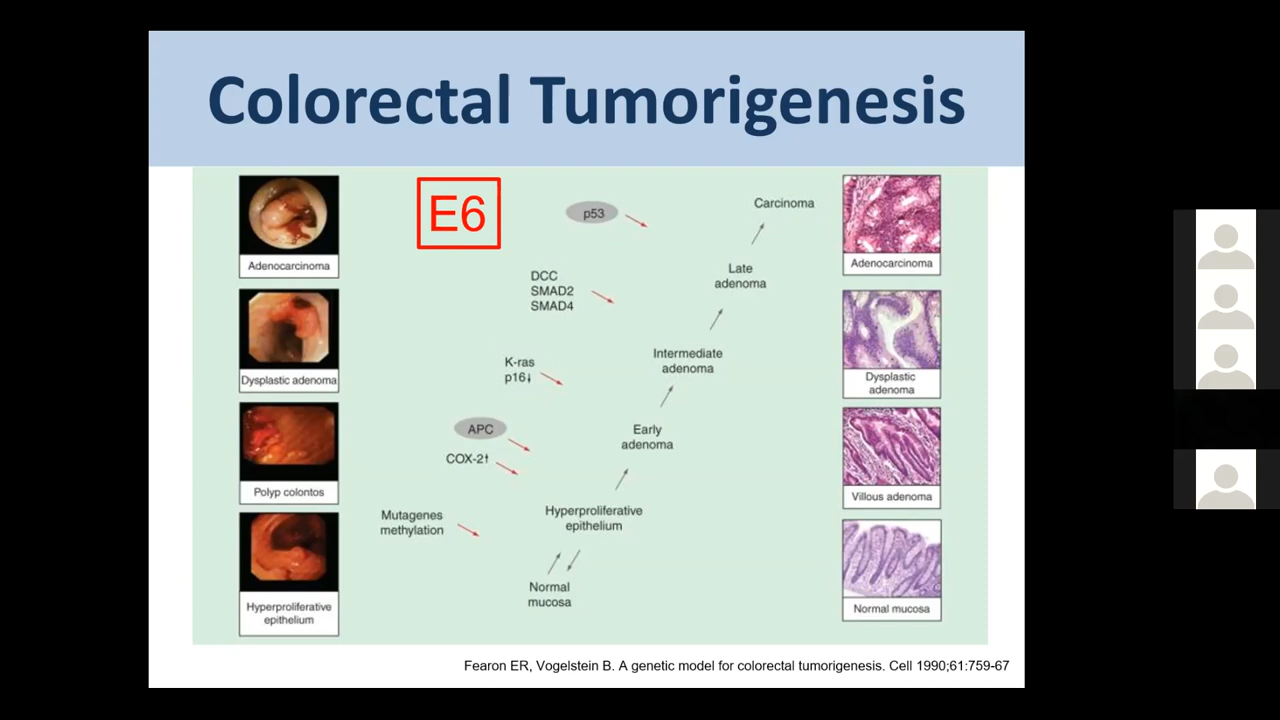 Colorectal Tumorigenesis
E6
Adenocarcinoma
Dysplastic adenoma
Polyp colontos
Hyperproliferative
epithelium
p53
DCC
SMAD2
SMAD4
K-ras
p16↓
APC
COX-2↑
Mutagenes
methylation
Carcinoma
Late
adenoma
Intermediate
adenoma
Early
adenoma
Hyperproliferative
epithelium
Normal
mucosa
Adenocarcinoma
Dysplastic
adenoma
Villous adenoma
Normal mucosa
Fearon ER, Vogelstein B. A genetic model for colorectal tumorigenesis. Cell 1990;61:759-67